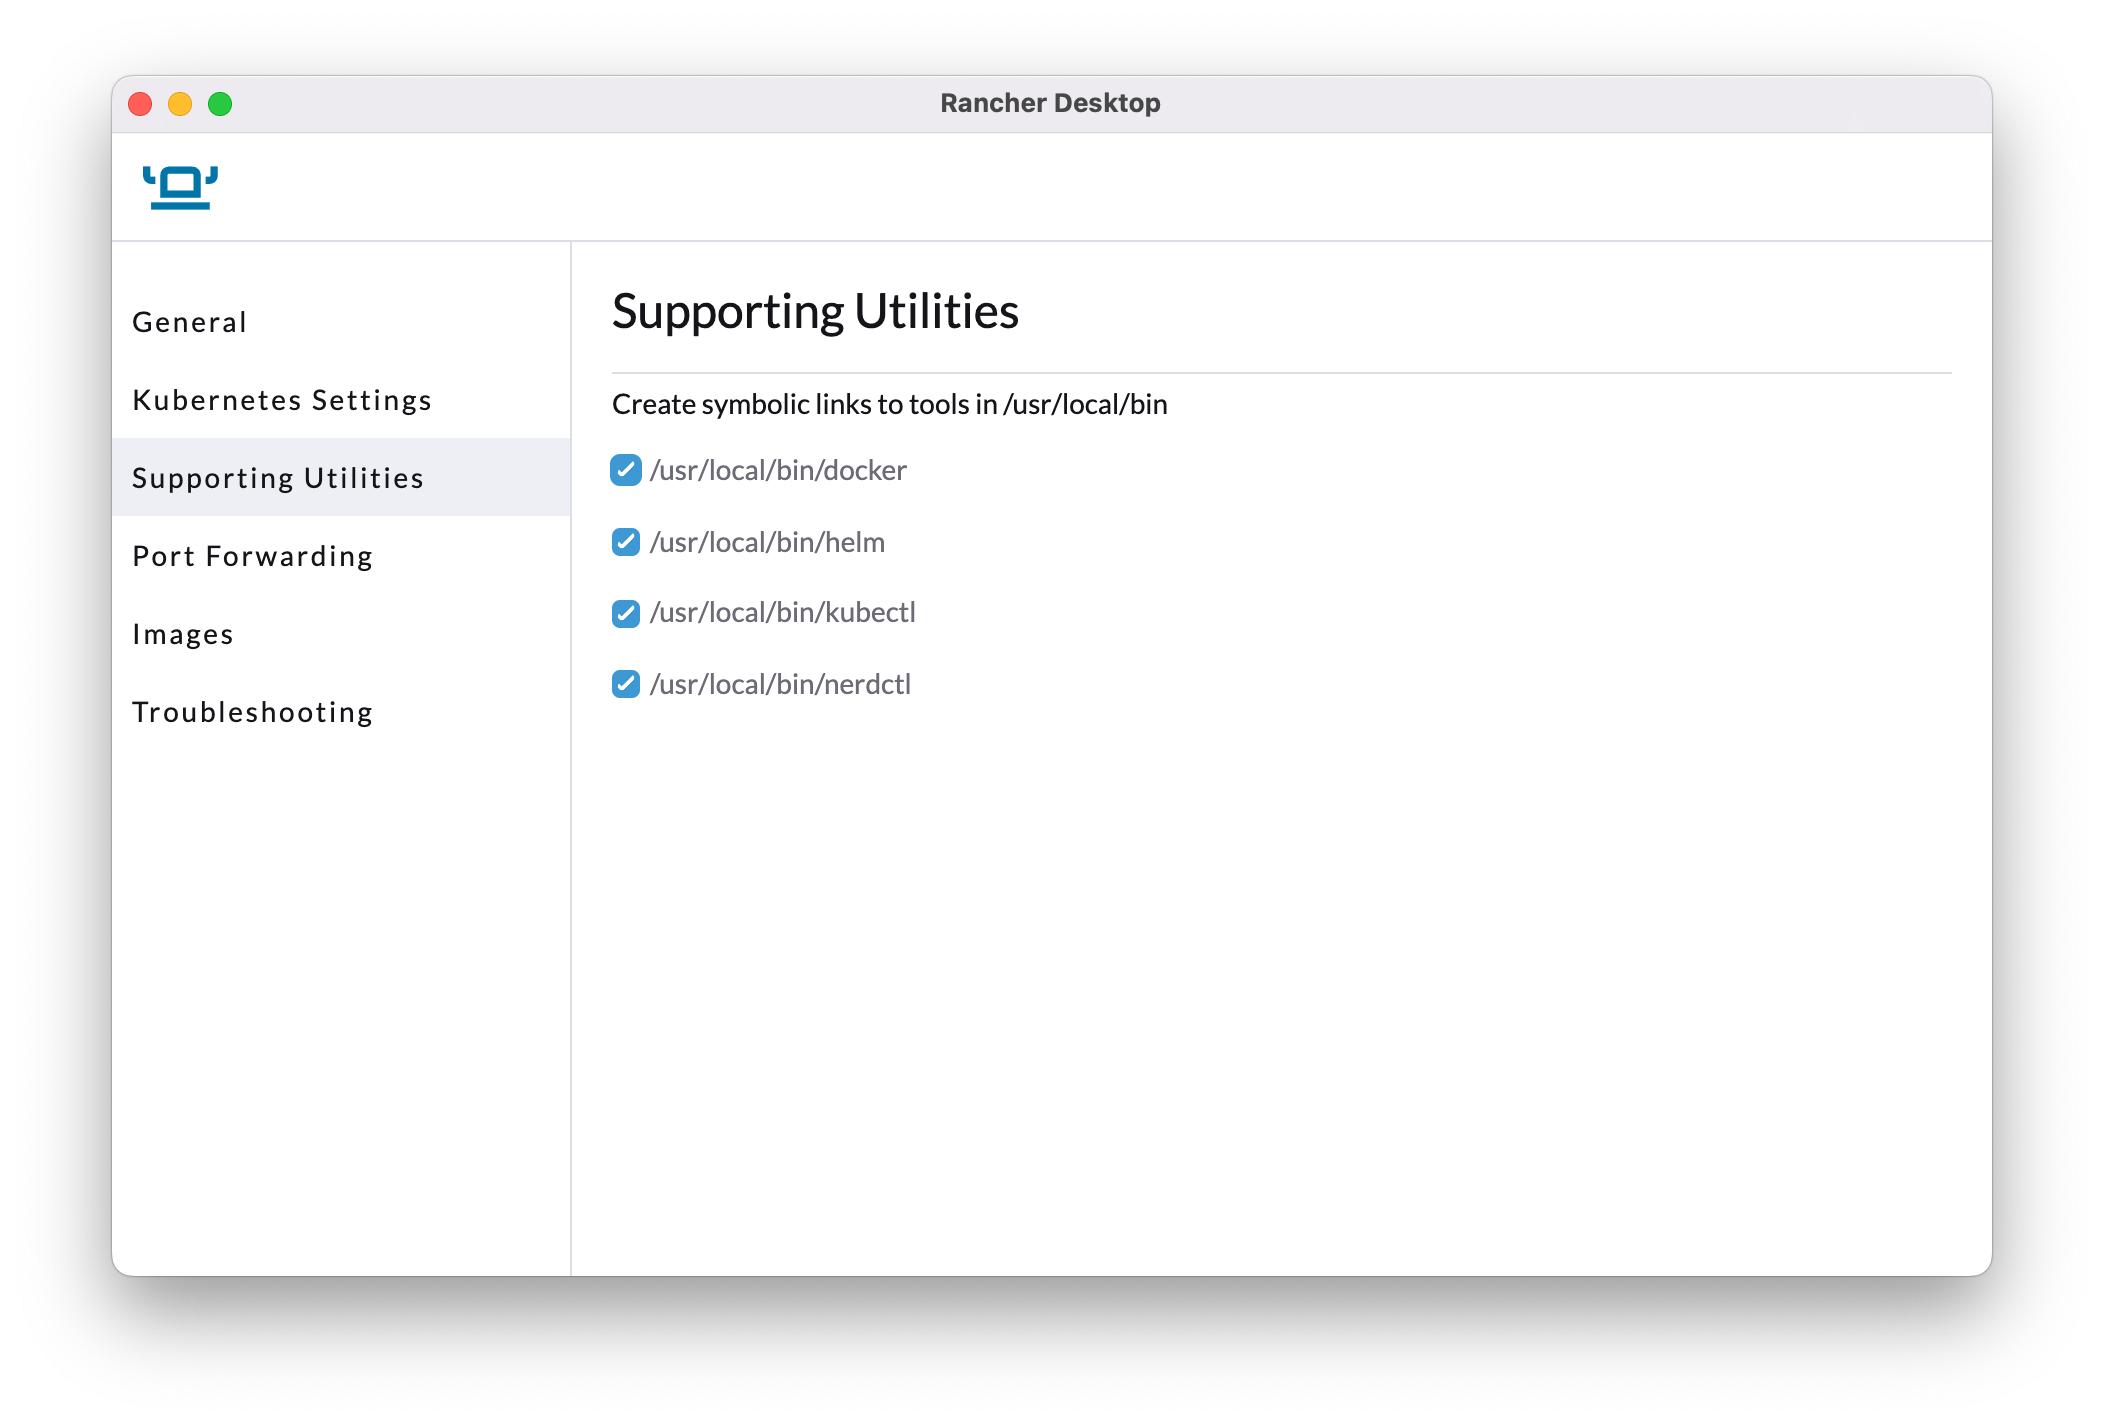 Rancher Desktop
General
Kubernetes Settings
Supporting Utilities
Port Forwarding
Images
Troubleshooting
Supporting Utilities
Create symbolic links to tools in /usr/local/bin
/usr/local/bin/docker
/usr/local/bin/helm
/usr/local/bin/kubectl
/usr/local/bin/nerdctl